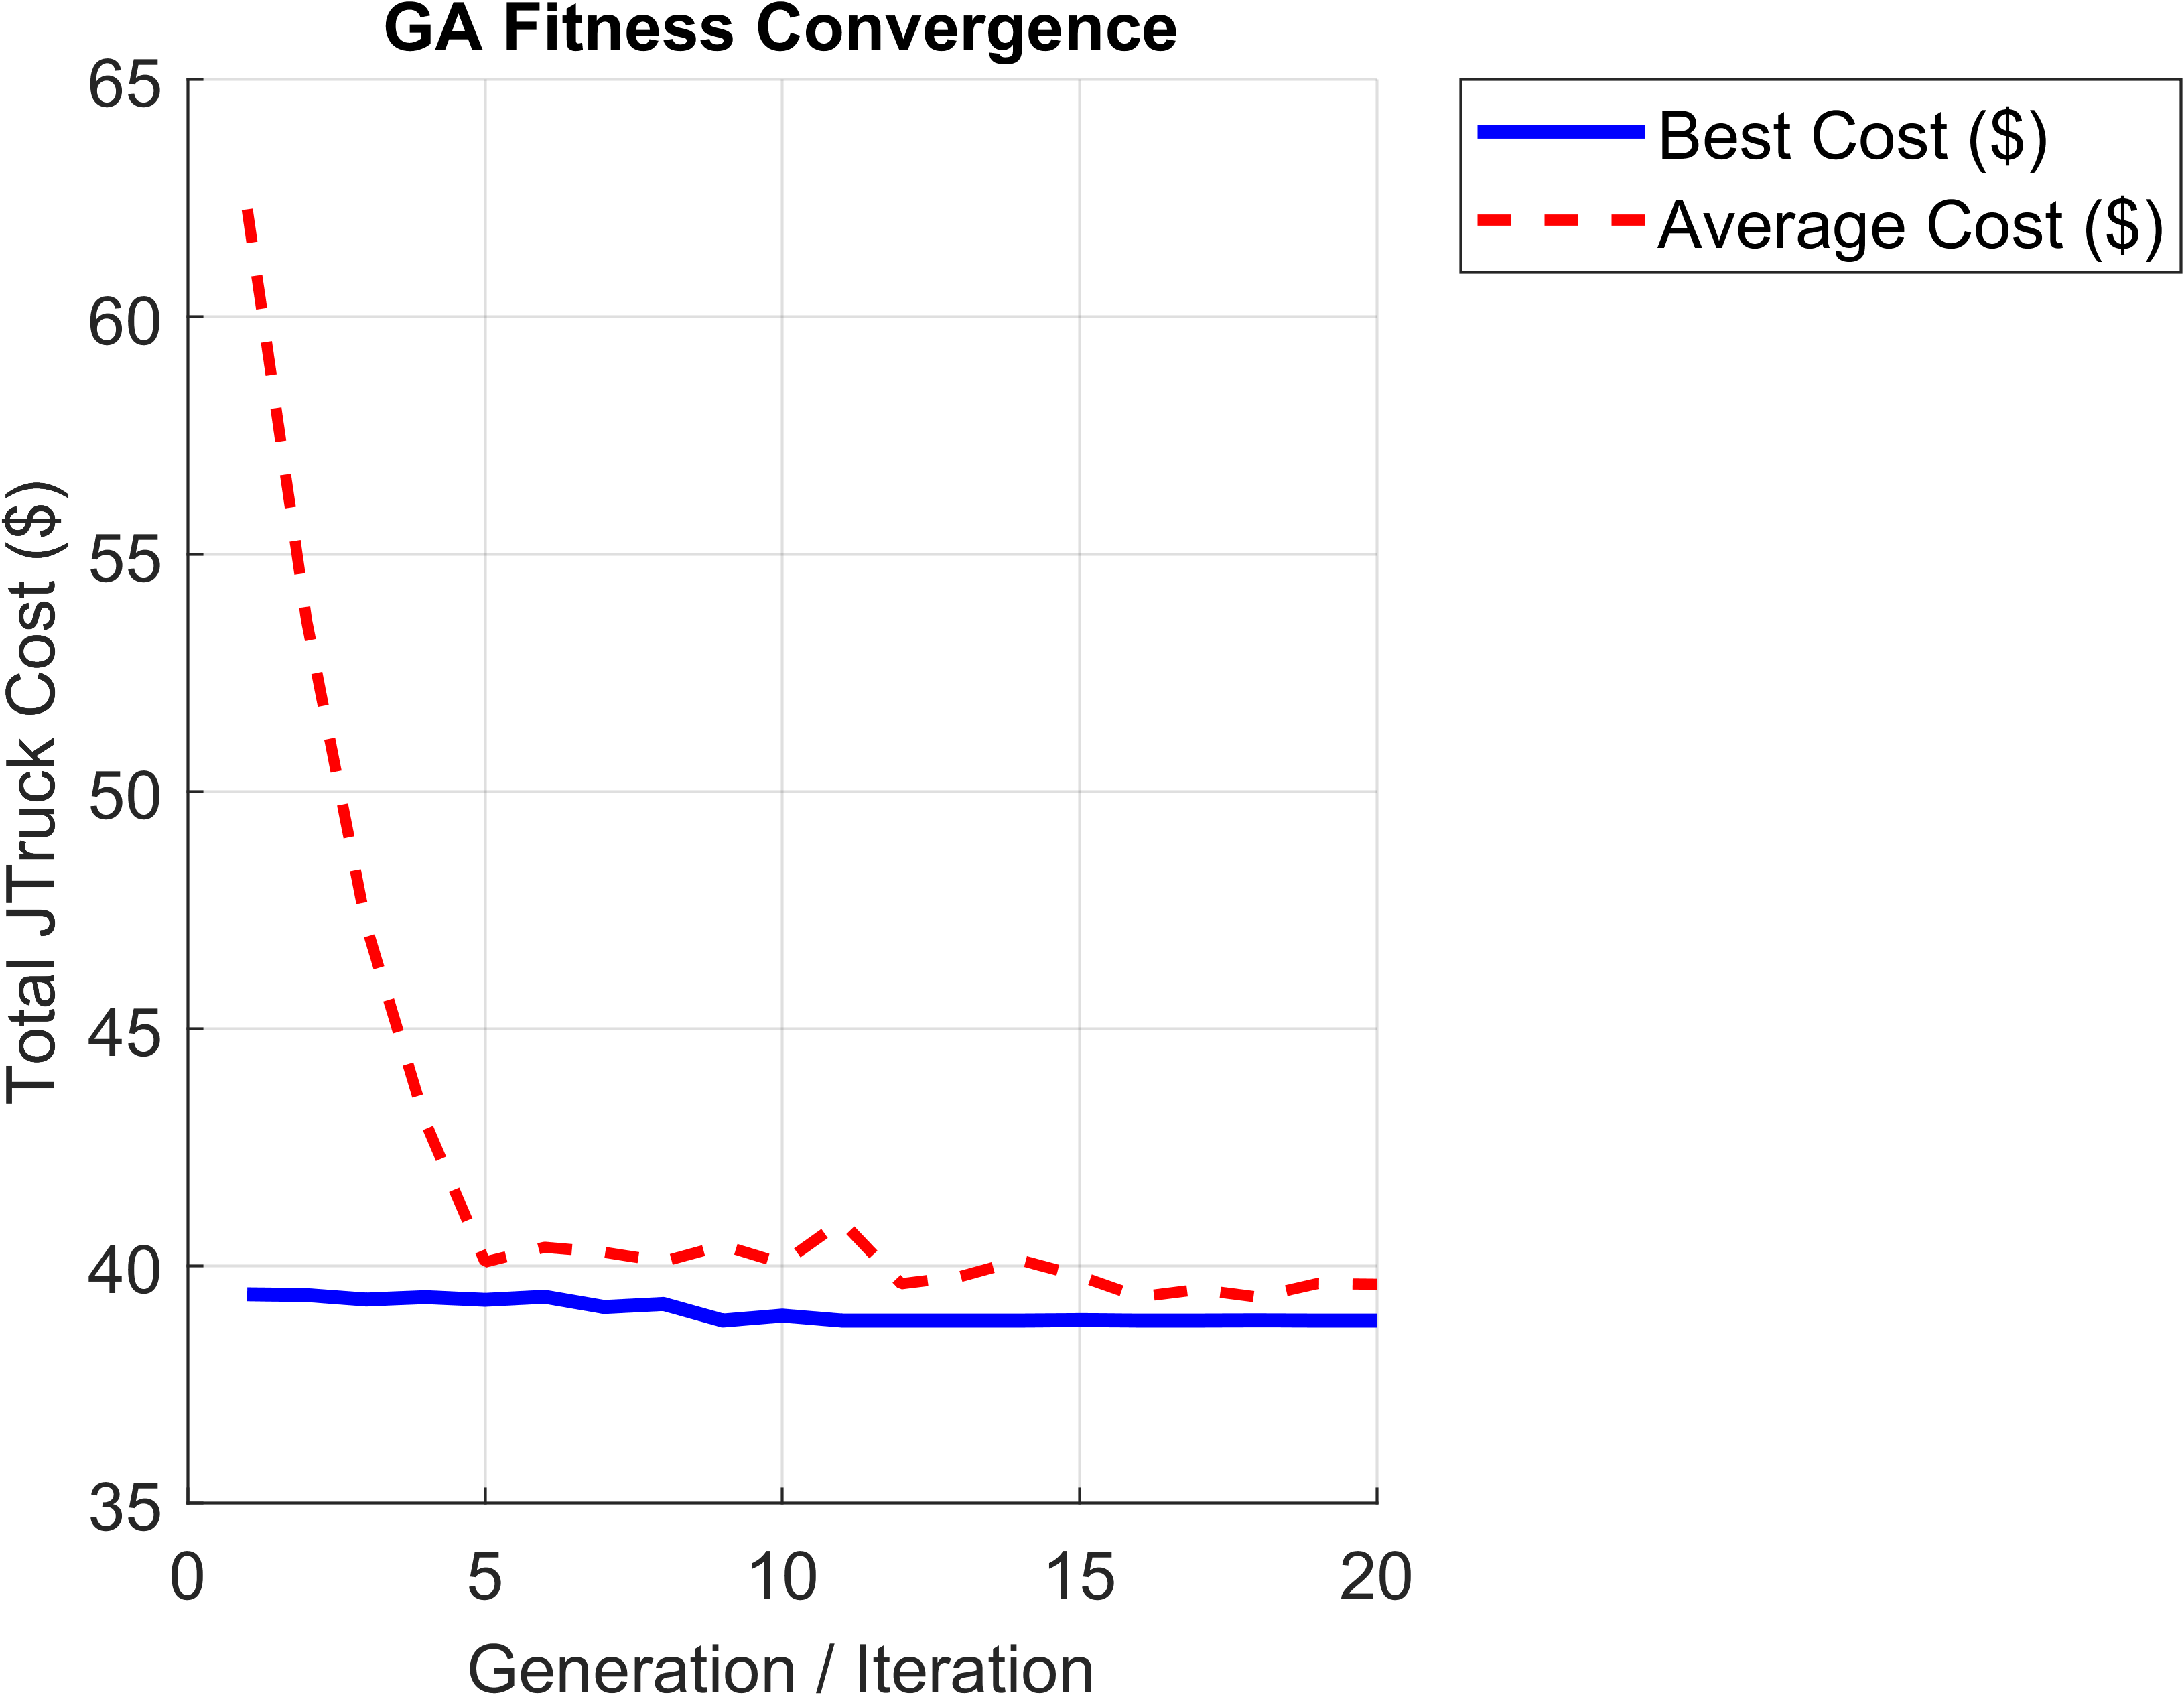 GA Fitness Convergence
Best Cost ($)
Average Cost ($)
65
60
55
50
45
40
35
Total JTruck Cost ($)
0 5 10 15 20
Generation / Iteration